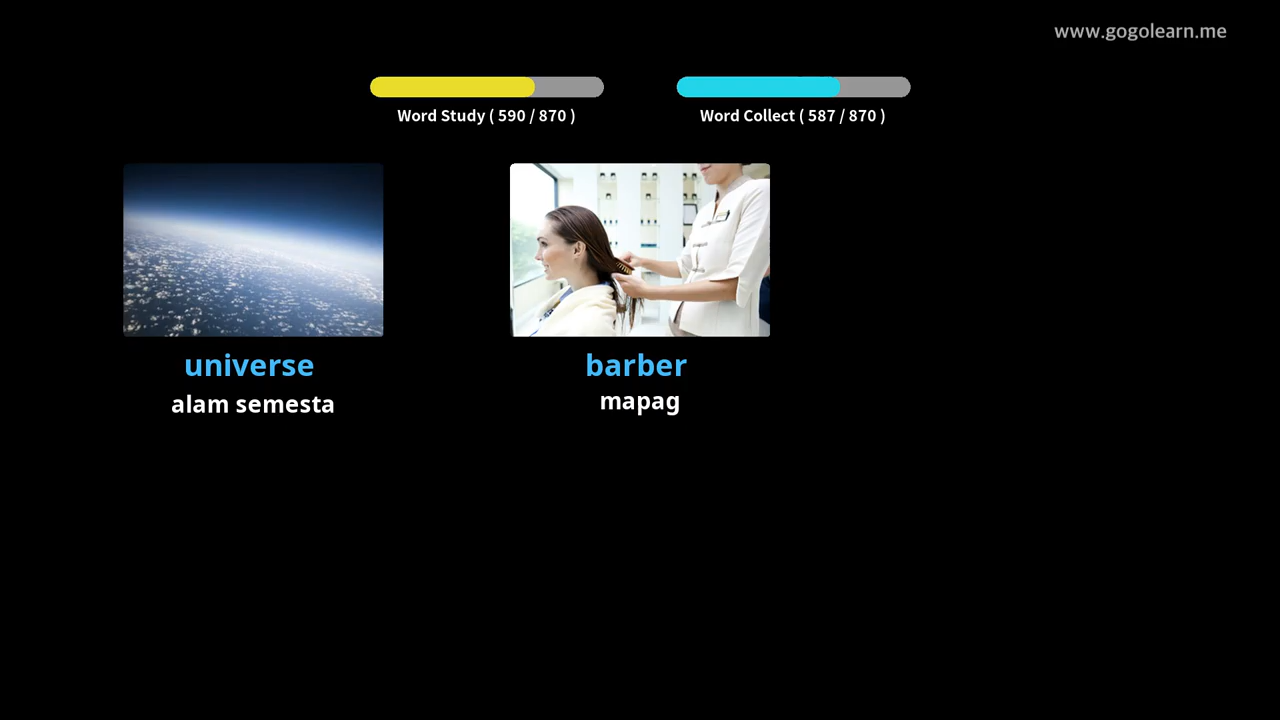 www.gogolearn.me
Word Study ( 590 / 870 )
Word Collect ( 587 / 870 )
universe
alam semesta
barber
mapag